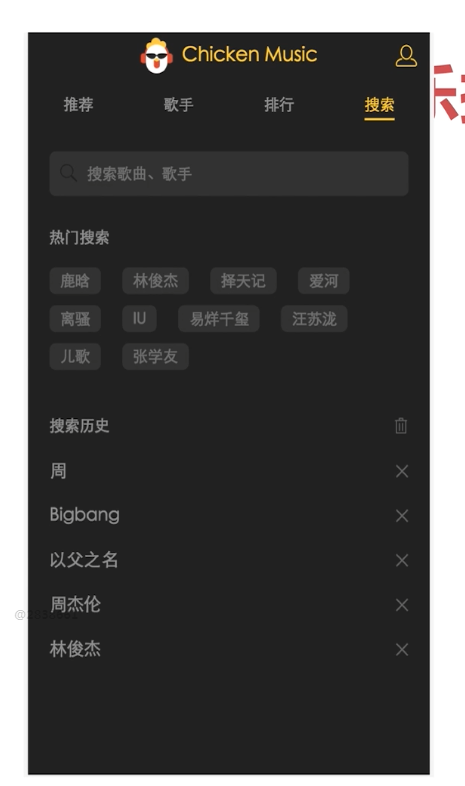 Chicken Music
推荐 歌手 排行 搜索
搜索歌曲、歌手
热门搜索
鹿晗 林俊杰 择天记 爱河
离骚 IU 易烊千玺 汪苏泷
儿歌 张学友
搜索历史
周
Bigbang
以父之名
周杰伦
林俊杰